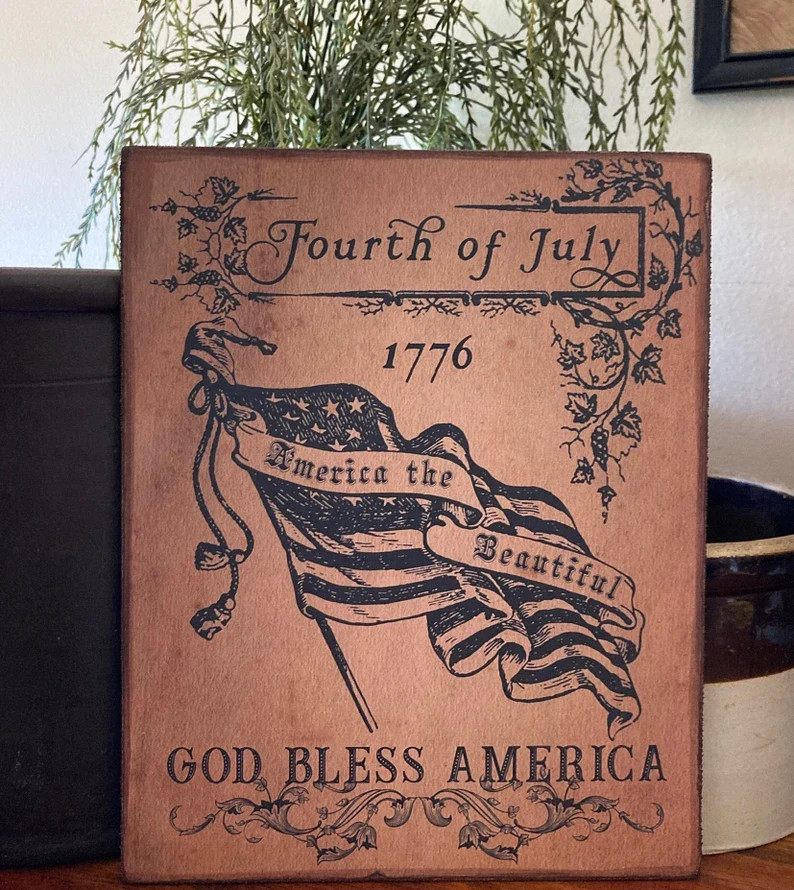 Fourth of July
1776
America the
Beautiful
GOD BLESS AMERICA